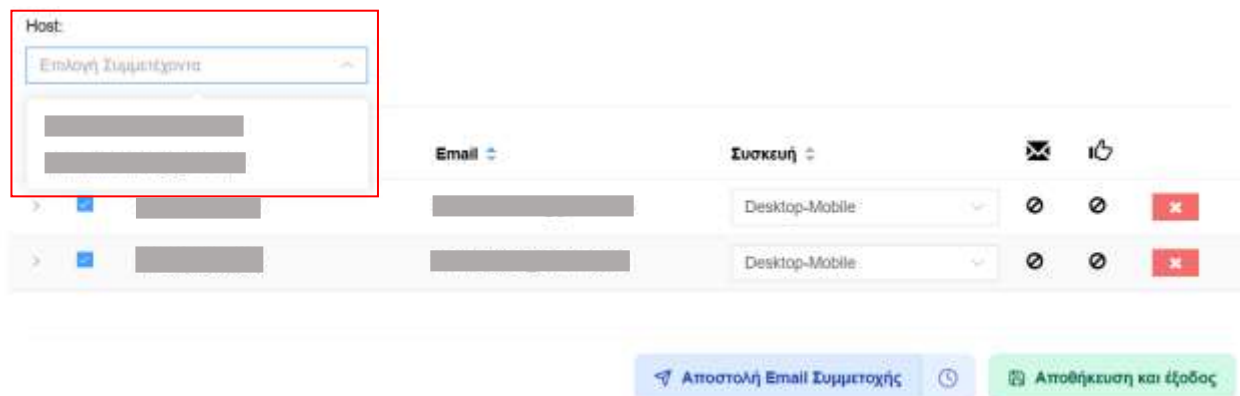 Host:
Επιλογή Συμμετέχοντα
Email Συσκευή
Desktop-Mobile
Desktop-Mobile
Αποστολή Email Συμμετοχής Αποθήκευση και έξοδος